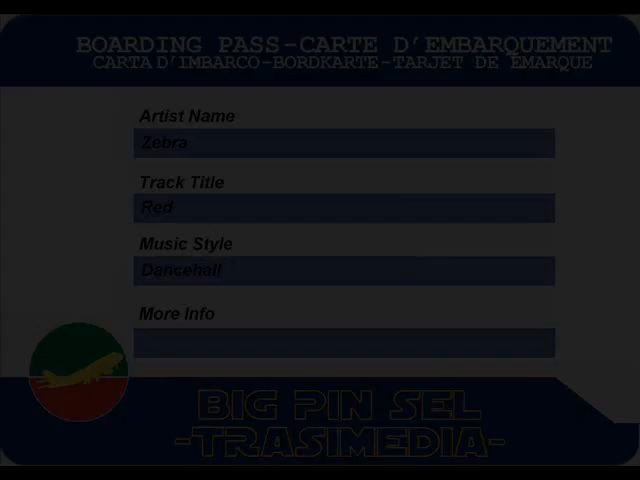 BOARDING PASS-CARTE D'EMBARQUEMENT
CARTA D'IMBARCO-BORDKARTE-TARJET DE EMARQUE
Artist Name
Zebra
Track Title
Red
Music Style
Dancehall
More Info
BIG PIN SEL
-TRASIMEDIA-